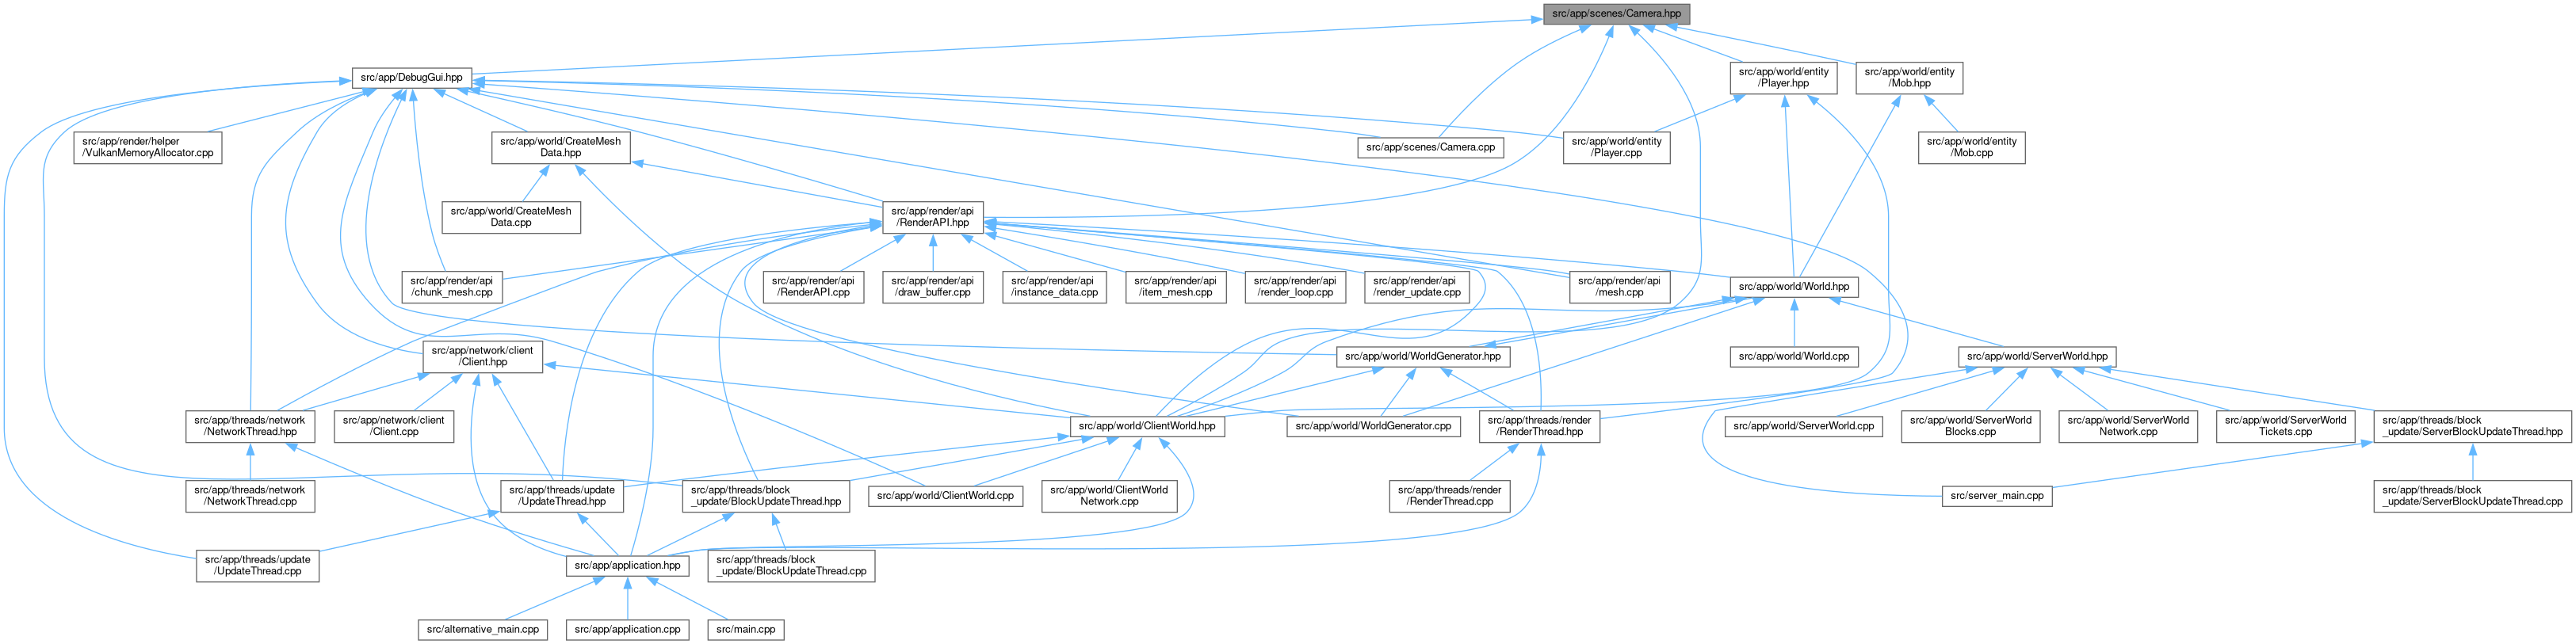 src/app/scenes/Camera.hpp
src/app/DebugGui.hpp
src/app/world/entity
/Player.hpp
src/app/world/entity
/Mob.hpp
src/app/render/helper
/VulkanMemoryAllocator.cpp
src/app/world/CreateMesh
Data.hpp
src/app/scenes/Camera.cpp
src/app/world/entity
/Player.cpp
src/app/world/entity
/Mob.cpp
src/app/world/CreateMesh
Data.cpp
src/app/render/api
/RenderAPI.hpp
src/app/render/api
/chunk_mesh.cpp
src/app/render/api
/RenderAPI.cpp
src/app/render/api
/draw_buffer.cpp
src/app/render/api
/instance_data.cpp
src/app/render/api
/item_mesh.cpp
src/app/render/api
/render_loop.cpp
src/app/render/api
/render_update.cpp
src/app/render/api
/mesh.cpp
src/app/world/World.hpp
src/app/network/client
/Client.hpp
src/app/world/WorldGenerator.hpp
src/app/world/World.cpp
src/app/world/ServerWorld.hpp
src/app/threads/network
/NetworkThread.hpp
src/app/network/client
/Client.cpp
src/app/world/ClientWorld.hpp
src/app/world/WorldGenerator.cpp
src/app/threads/render
/RenderThread.hpp
src/app/world/ServerWorld.cpp
src/app/world/ServerWorld
Blocks.cpp
src/app/world/ServerWorld
Network.cpp
src/app/world/ServerWorld
Tickets.cpp
src/app/threads/block
_update/ServerBlockUpdateThread.hpp
src/app/threads/network
/NetworkThread.cpp
src/app/threads/update
/UpdateThread.hpp
src/app/threads/block
_update/BlockUpdateThread.hpp
src/app/world/ClientWorld.cpp
src/app/world/ClientWorld
Network.cpp
src/app/threads/render
/RenderThread.cpp
src/server_main.cpp
src/app/threads/block
_update/ServerBlockUpdateThread.cpp
src/app/threads/update
/UpdateThread.cpp
src/app/application.hpp
src/app/threads/block
_update/BlockUpdateThread.cpp
src/alternative_main.cpp
src/app/application.cpp
src/main.cpp